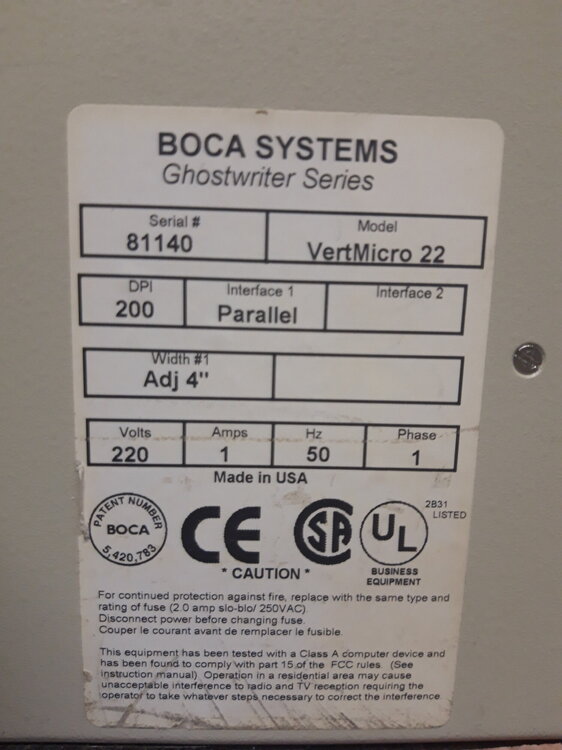 BOCA SYSTEMS
Ghostwriter Series
Serial #
81140
Model
VertMicro 22
DPI
200
Interface 1
Parallel
Interface 2
Width #1
Adj 4"
Volts
220
Amps
1
Hz
50
Phase
1
Made in USA
PATENT NUMBER
BOCA
5,420,783
CE
SA
UL
2B31
LISTED
BUSINESS
EQUIPMENT
* CAUTION *
For continued protection against fire, replace with the same type and
rating of fuse (2.0 amp slo-blo/ 250VAC)
Disconnect power before changing fuse.
Couper le courant avant de remplacer le fusible.
This equipment has been tested with a Class A computer device and
has been found to comply with part 15 of the FCC rules. (See
instruction manual) Operation in a residential area may cause
unacceptable interference to radio and TV reception requiring the
operator to take whatever steps necessary to correct the interference